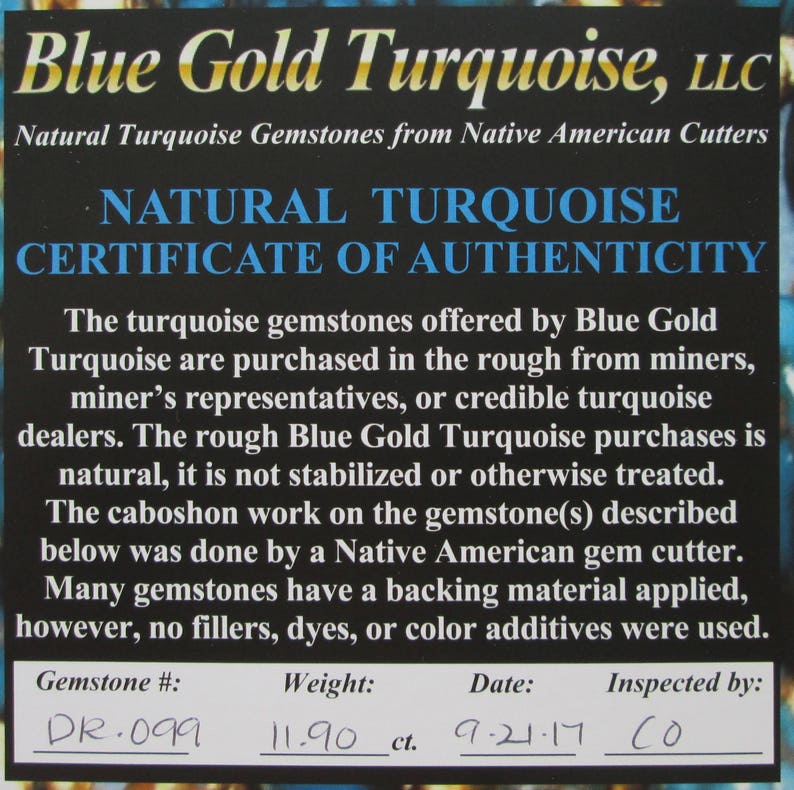 Blue Gold Turquoise, LLC
Natural Turquoise Gemstones from Native American Cutters
NATURAL TURQUOISE
CERTIFICATE OF AUTHENTICITY
The turquoise gemstones offered by Blue Gold
Turquoise are purchased in the rough from miners,
miner's representatives, or credible turquoise
dealers. The rough Blue Gold Turquoise purchases is
natural, it is not stabilized or otherwise treated.
The caboshon work on the gemstone(s) described
below was done by a Native American gem cutter.
Many gemstones have a backing material applied,
however, no fillers, dyes, or color additives were used.
Gemstone #: Weight: Date: Inspected by:
DR.099 11.90 ct. 9-21-17 CO